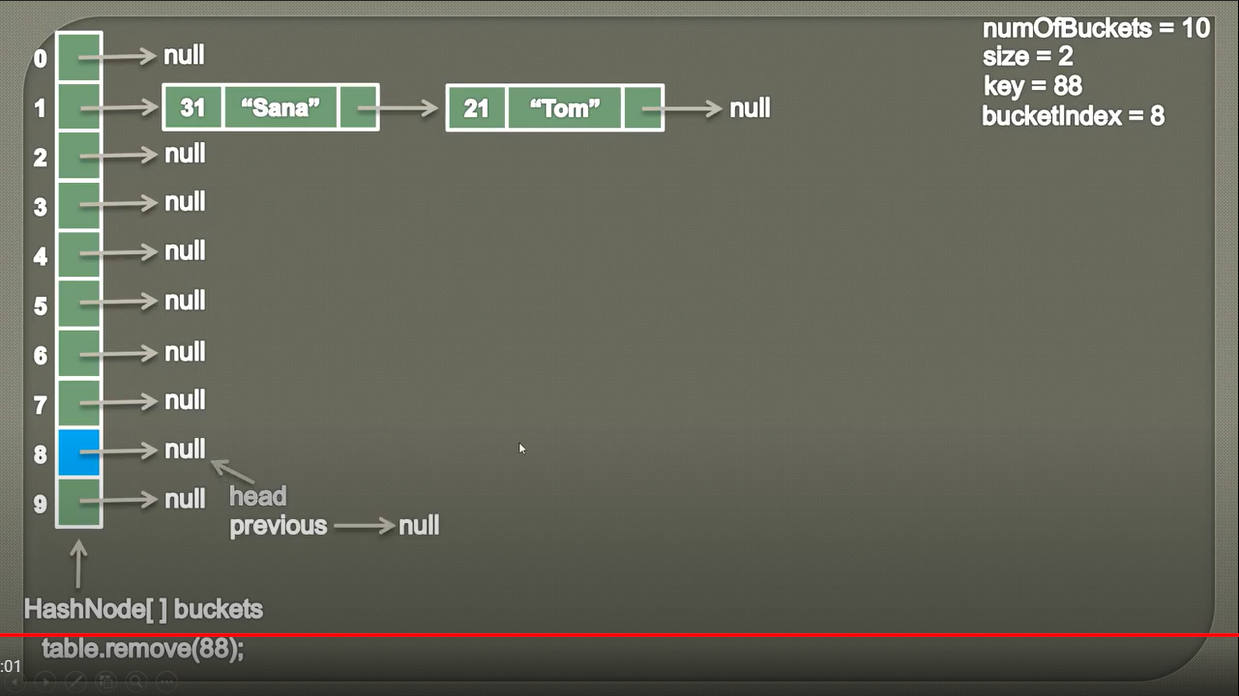 numOfBuckets = 10
size = 2
key = 88
bucketIndex = 8
0 null
1 31 “Sana” 21 “Tom” null
2 null
3 null
4 null
5 null
6 null
7 null
8 null
9 null
head
previous null
HashNode[ ] buckets
table.remove(88);
:01